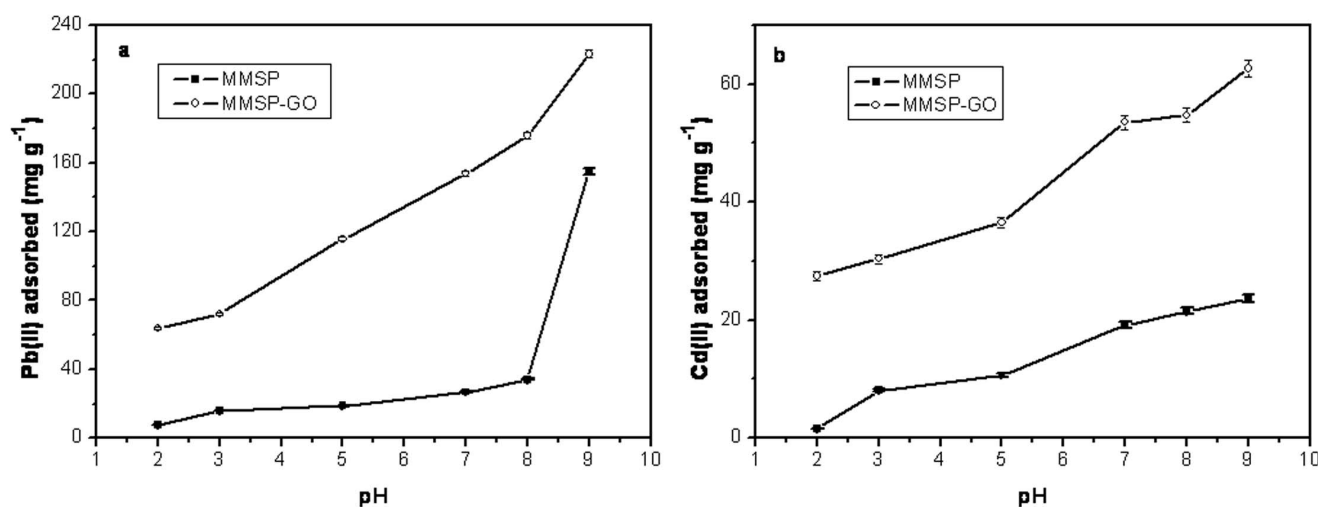 a
MMSP
MMSP-GO
Pb(II) adsorbed (mg g⁻¹)
240
220
160
120
80
40
0
1 2 3 4 5 6 7 8 9 10
pH
b
MMSP
MMSP-GO
Cd(II) adsorbed (mg g⁻¹)
60
40
20
0
1 2 3 4 5 6 7 8 9 10
pH